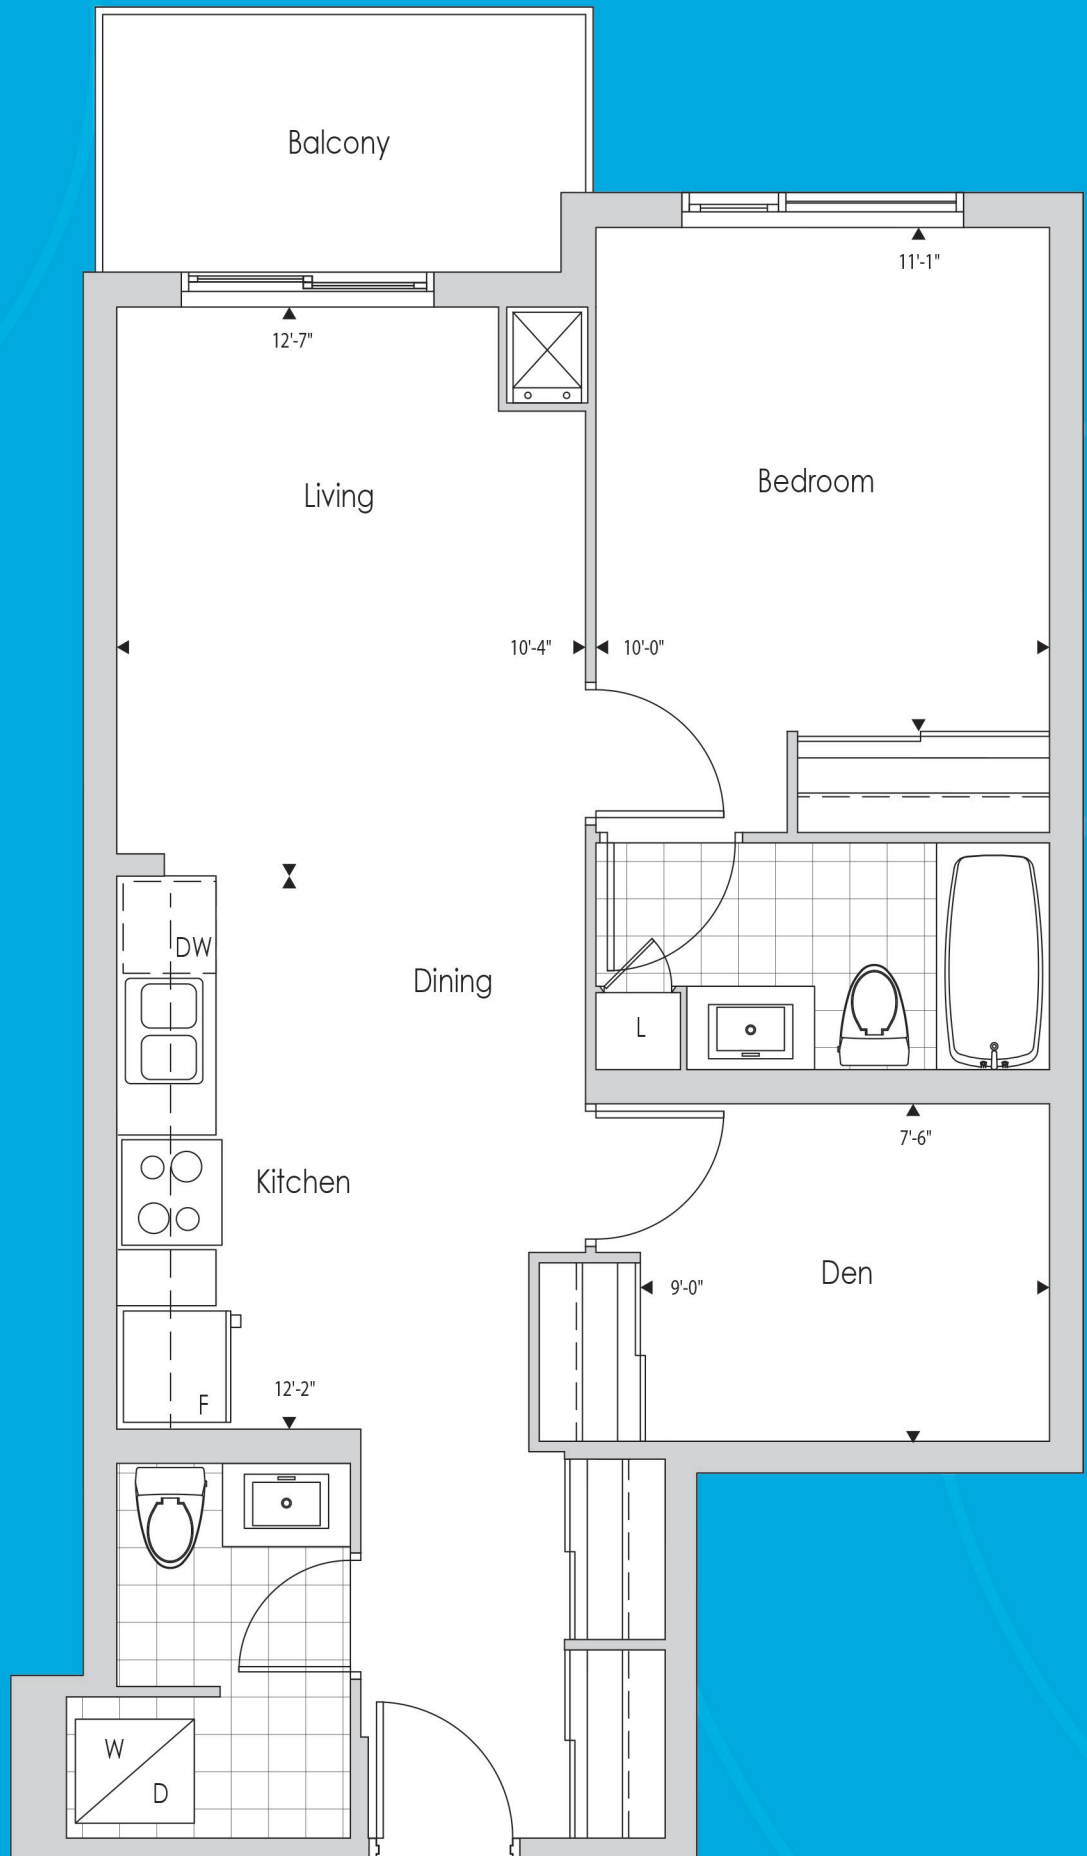 Balcony
11'-1"
12'-7"
Living
Bedroom
10'-4"
10'-0"
DW
Dining
L
7'-6"
Kitchen
Den
9'-0"
12'-2"
F
W
D